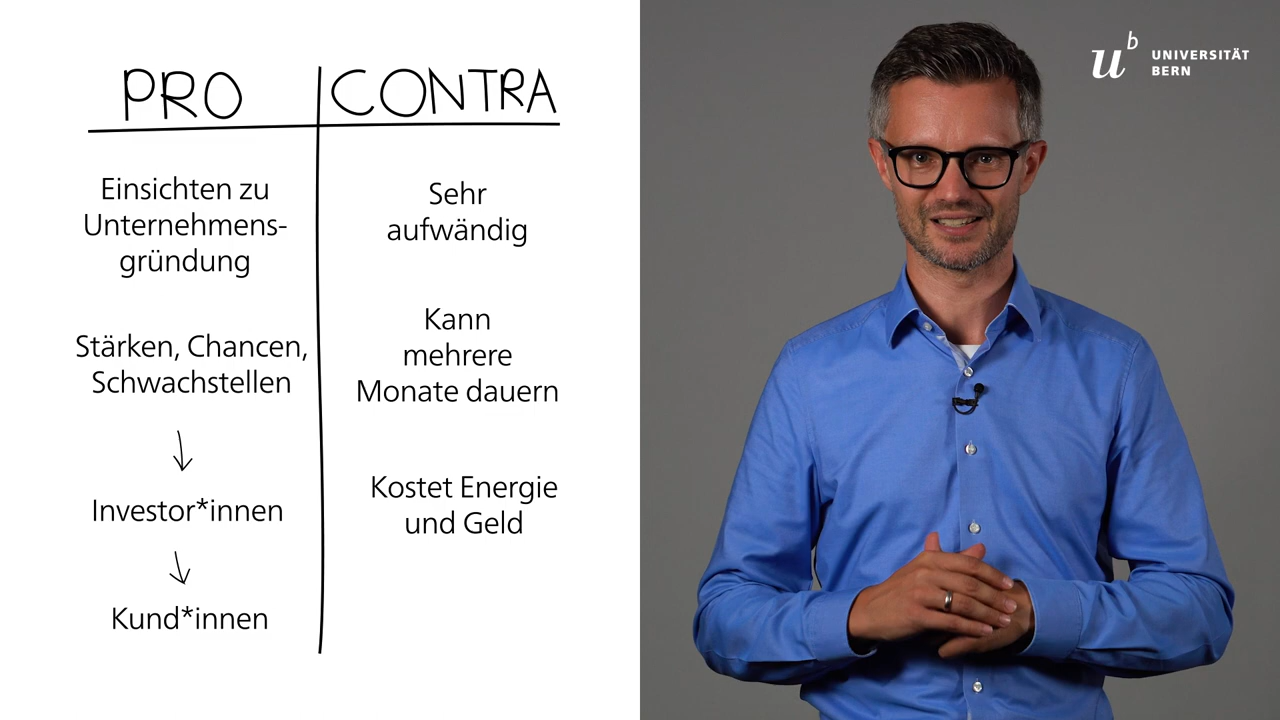 PRO
CONTRA
Einsichten zu
Unternehmens-
gründung
Stärken, Chancen,
Schwachstellen
Investor*innen
Kund*innen
Sehr
aufwändig
Kann
mehrere
Monate dauern
Kostet Energie
und Geld
u b
UNIVERSITÄT
BERN